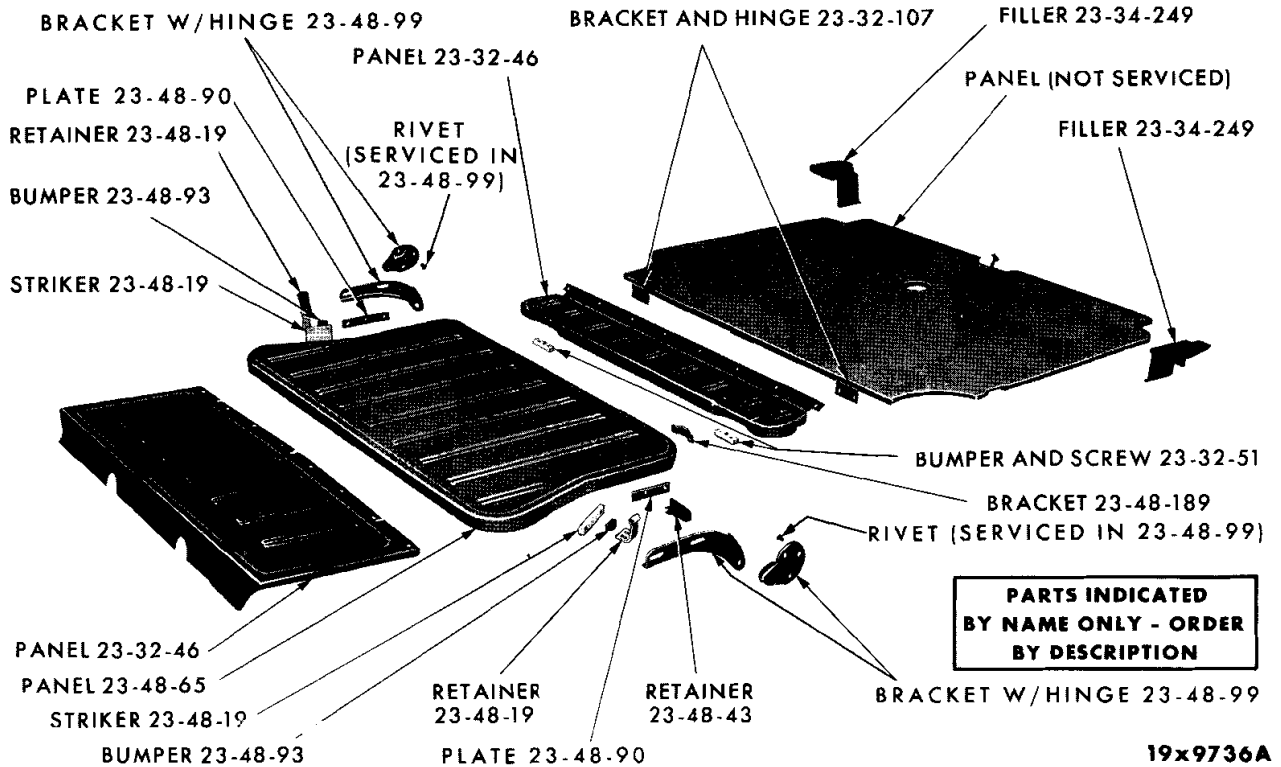 BRACKET W/HINGE 23-48-99
BRACKET AND HINGE 23-32-107
FILLER 23-34-249
PANEL 23-32-46
PANEL (NOT SERVICED)
PLATE 23-48-90
RETAINER 23-48-19
RIVET
(SERVICED IN
23-48-99)
FILLER 23-34-249
BUMPER 23-48-93
STRIKER 23-48-19
BUMPER AND SCREW 23-32-51
BRACKET 23-48-189
RIVET (SERVICED IN 23-48-99)
PARTS INDICATED
BY NAME ONLY - ORDER
BY DESCRIPTION
PANEL 23-32-46
PANEL 23-48-65
STRIKER 23-48-19
BUMPER 23-48-93
RETAINER
23-48-19
PLATE 23-48-90
RETAINER
23-48-43
BRACKET W/HINGE 23-48-99
19x9736A